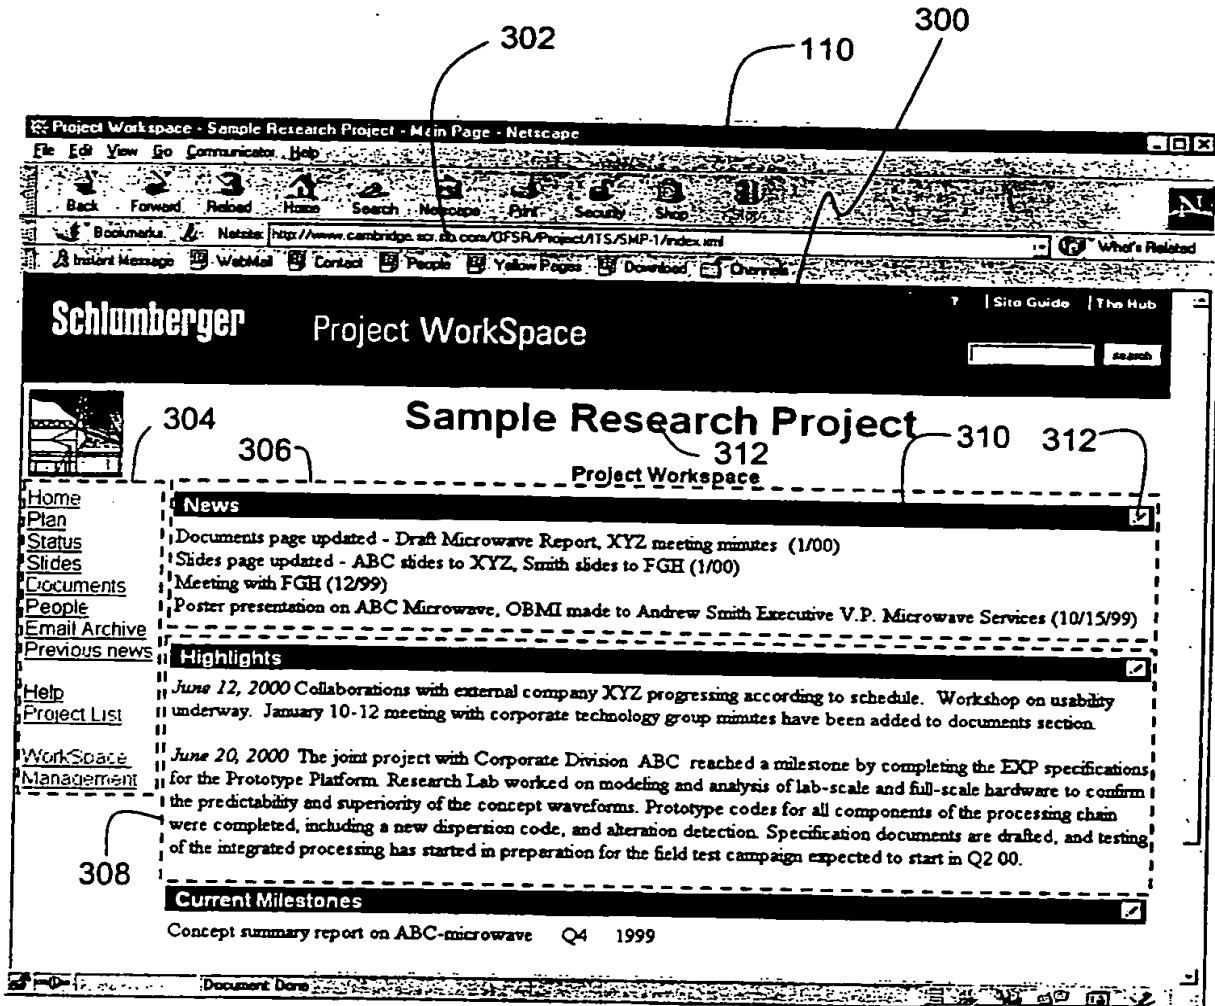 302
300
110
Project Workspace - Sample Research Project - Main Page - Netscape
File Edit View Go Communicator Help
Back Forward Reload Home Search Netscape Print Security Shop Stop
Bookmarks Netsite: http://www.cambridge.scr.slb.com/OFSR/Project/ITS/SMP-1/index.xml What's Related
Instant Message WebMail Contact People Yellow Pages Download Channels
? | Site Guide | The Hub
Schlumberger Project WorkSpace
search
304
Sample Research Project
306
312
310
312
Project Workspace
Home
Plan
Status
Slides
Documents
People
Email Archive
Previous news
Help
Project List
WorkSpace
Management
News
Documents page updated - Draft Microwave Report, XYZ meeting minutes (1/00)
Slides page updated - ABC slides to XYZ, Smith slides to FGH (1/00)
Meeting with FGH (12/99)
Poster presentation on ABC Microwave, OBMI made to Andrew Smith Executive V.P. Microwave Services (10/15/99)
Highlights
June 12, 2000 Collaborations with external company XYZ progressing according to schedule. Workshop on usability
underway. January 10-12 meeting with corporate technology group minutes have been added to documents section.
June 20, 2000 The joint project with Corporate Division ABC reached a milestone by completing the EXP specifications
for the Prototype Platform. Research Lab worked on modeling and analysis of lab-scale and full-scale hardware to confirm
the predictability and superiority of the concept waveforms. Prototype codes for all components of the processing chain
were completed, including a new dispersion code, and alteration detection. Specification documents are drafted, and testing
of the integrated processing has started in preparation for the field test campaign expected to start in Q2 00.
308
Current Milestones
Concept summary report on ABC-microwave Q4 1999
Document Done